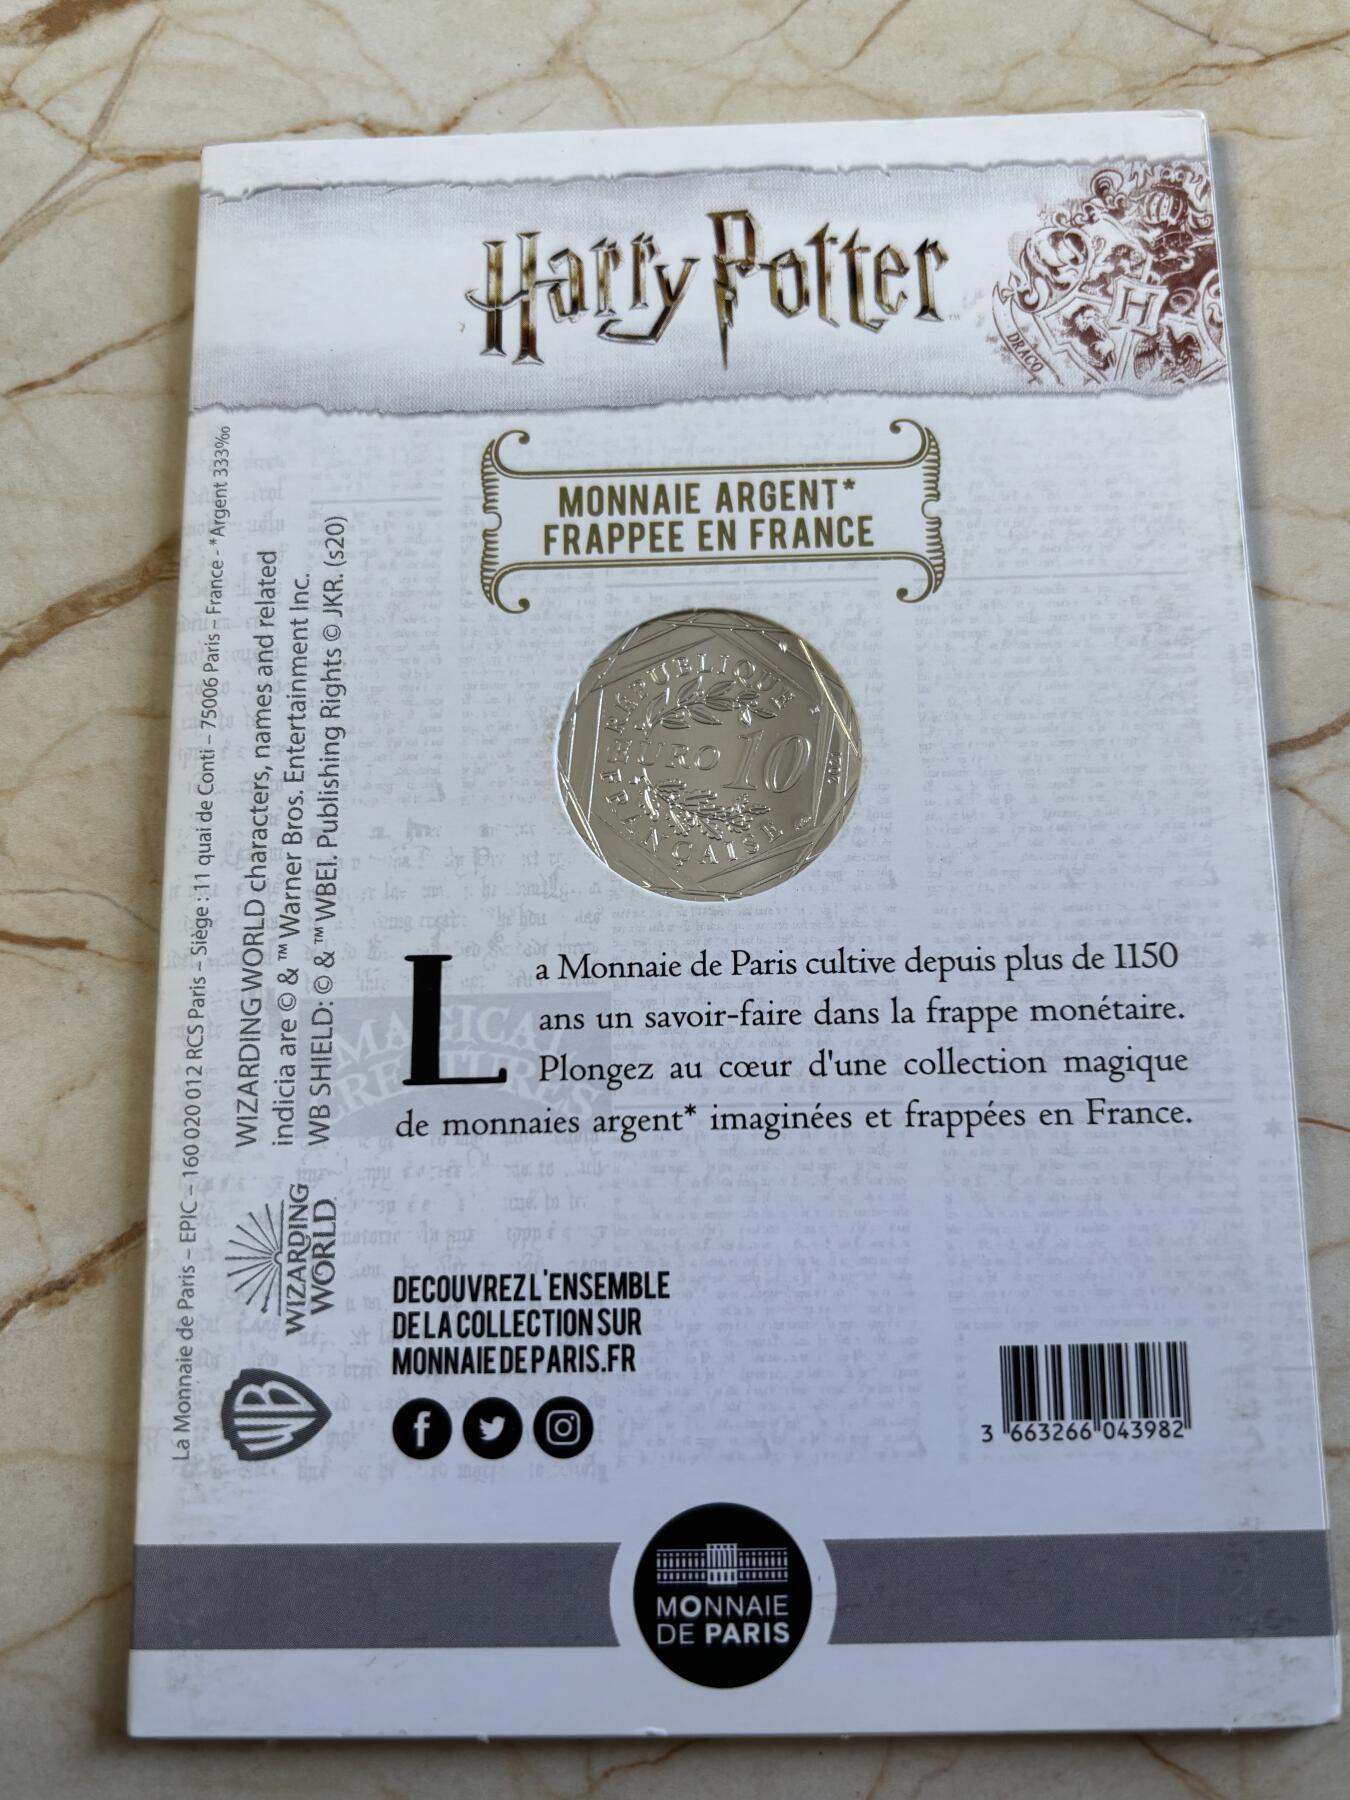 Harry Potter
H
DRACO
MONNAIE ARGENT*
FRAPPEE EN FRANCE
RÉPUBLIQUE
EURO 10
2021
FRANÇAISE
La Monnaie de Paris cultive depuis plus de 1150
ans un savoir-faire dans la frappe monétaire.
Plongez au cœur d'une collection magique
de monnaies argent* imaginées et frappées en France.
MAGICAL
CREATURES
DECOUVREZ L'ENSEMBLE
DE LA COLLECTION SUR
MONNAIEDEPARIS.FR
3 663266 043982
MONNAIE
DE PARIS
La Monnaie de Paris – EPIC – 160 020 012 RCS Paris – Siège : 11 quai de Conti – 75006 Paris – France - *Argent 333‰
WIZARDING WORLD characters, names and related
indicia are © & ™ Warner Bros. Entertainment Inc.
WB SHIELD: © & ™ WBEI. Publishing Rights © JKR. (s20)
WIZARDING
WORLD
WB